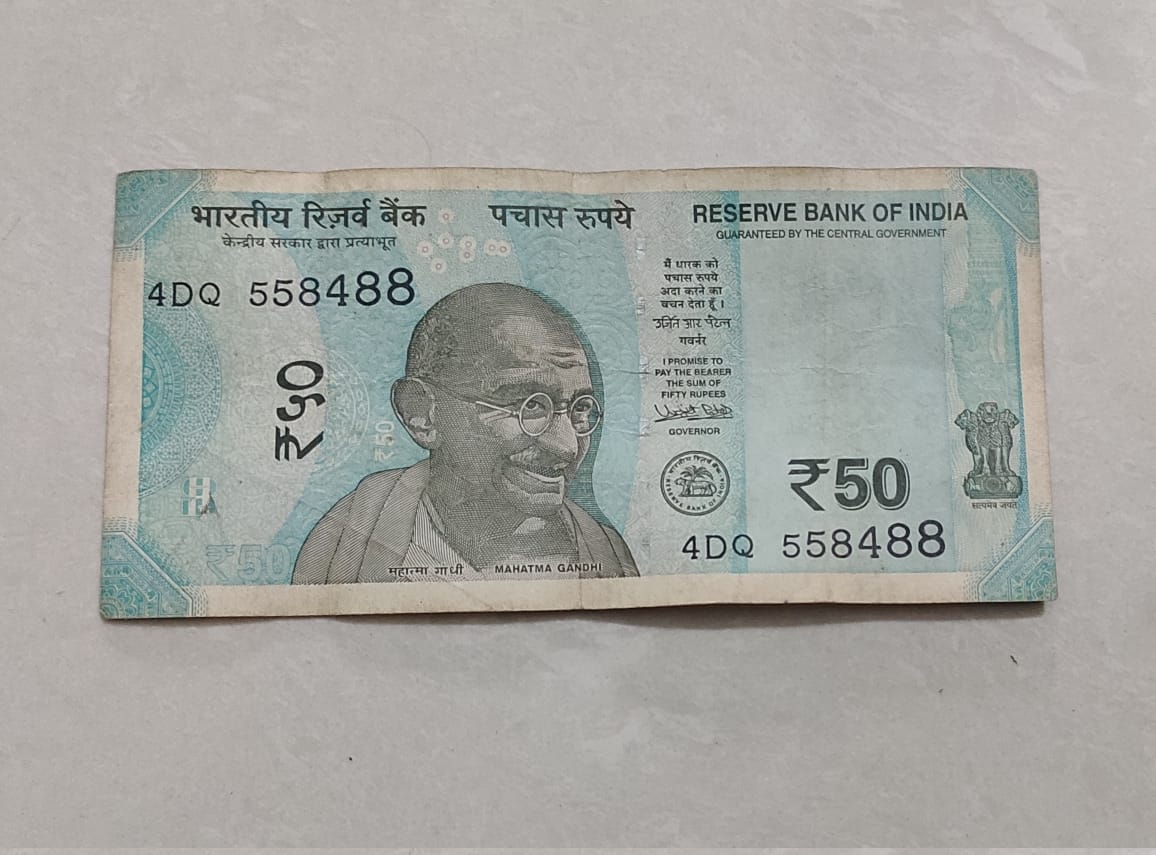 भारतीय रिज़र्व बैंक
केन्द्रीय सरकार द्वारा प्रत्याभूत
पचास रुपये
RESERVE BANK OF INDIA
GUARANTEED BY THE CENTRAL GOVERNMENT
4DQ 558488
₹५०
₹50
₹50
महात्मा गांधी
MAHATMA GANDHI
मैं धारक को
पचास रुपये
अदा करने का
वचन देता हूँ ।
उर्जित आर पटेल
गवर्नर
I PROMISE TO
PAY THE BEARER
THE SUM OF
FIFTY RUPEES
GOVERNOR
भारतीय रिज़र्व बैंक
RESERVE BANK OF INDIA
₹50
4DQ 558488
सत्यमेव जयते